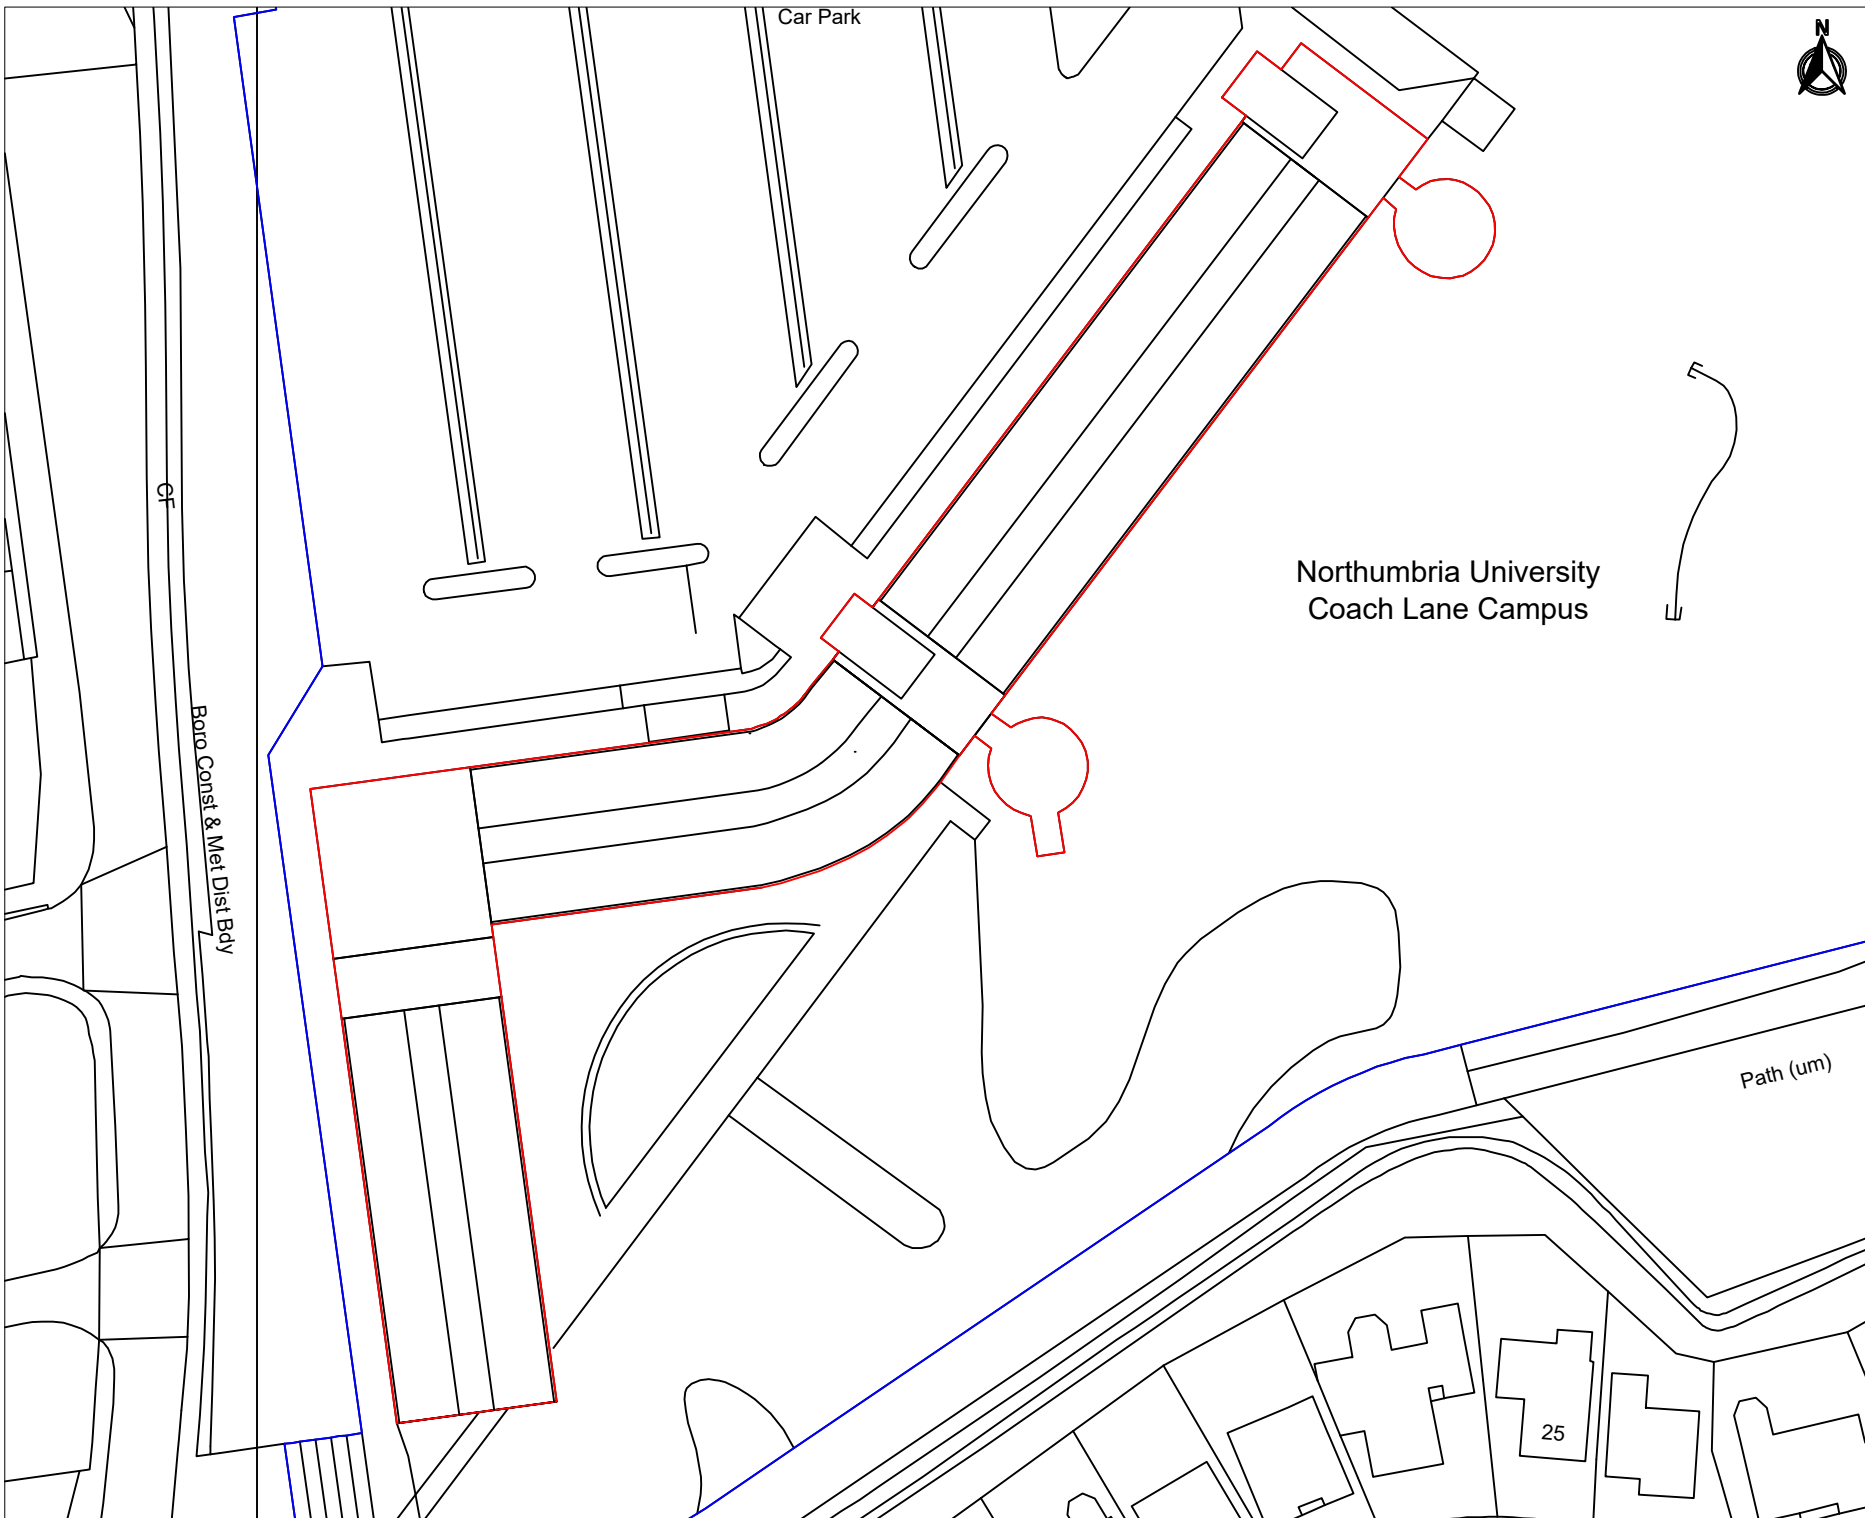 Car Park
N
CF
Northumbria University
Coach Lane Campus
Boro Const & Met Dist Bdy
Path (um)
25